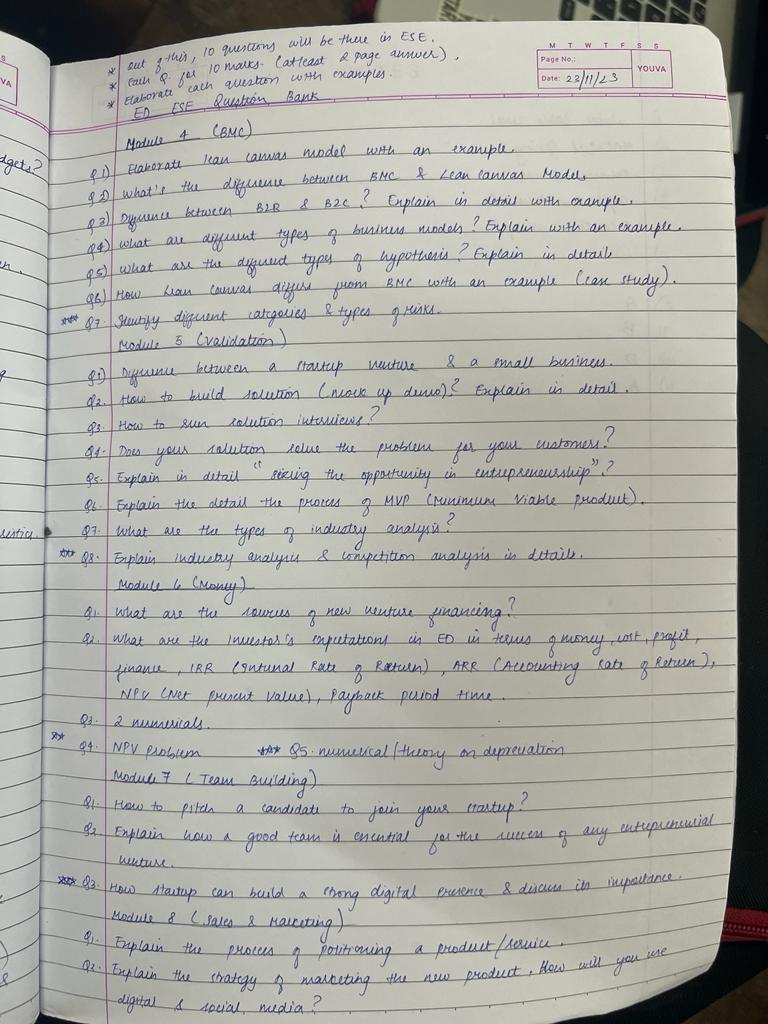 * out of this, 10 questions will be there in ESE.
* Each Q. for 10 marks. (atleast 2 page answer).
* Elaborate each question with examples.
ED ESE Question Bank
M T W T F S S
Page No.:
Date: 23/11/23
YOUVA
VA
Module 4 (BMC)
Q1) Elaborate lean canvas model with an example.
dgets?
Q2) What's the difference between BMC & Lean Canvas Model.
Q3) Difference between B2B & B2C? Explain in detail with example.
Q4) What are different types of business models? Explain with an example.
Q5) What are the different types of hypothesis? Explain in detail
Q6) How Lean Canvas differs from BMC with an example (case study).
*** Q7. Identify different categories & types of risks.
Module 5 (Validation)
Q1) Difference between a startup venture & a small business.
Q2. How to build solution (mock up demo)? Explain in detail.
Q3. How to run solution interviews?
Q4. Does your solution solve the problem for your customers?
Q5. Explain in detail "seizing the opportunity in entrepreneurship"?
Q6. Explain the detail the process of MVP (Minimum Viable product).
Q7. What are the types of industry analysis?
*** Q8. Explain industry analysis & competition analysis in details.
Module 6 (Money)
Q1. What are the sources of new venture financing?
Q2. What are the Investor's expectations in ED in terms of money, cost, profit,
finance, IRR (Internal Rate of Return), ARR (Accounting Rate of Return),
NPV (Net present Value), Payback period time.
Q3. 2 numericals.
** Q4. NPV problem *** Q5. numerical/theory on depreciation
Module 7 (Team Building)
Q1. How to pitch a candidate to join your startup?
Q2. Explain how a good team is essential for the success of any entrepreneurial
venture.
*** Q3. How startup can build a strong digital presence & discuss its importance.
Module 8 (Sales & Marketing)
Q1. Explain the process of positioning a product/service.
Q2. Explain the strategy of marketing the new product. How will you use
digital & social media?